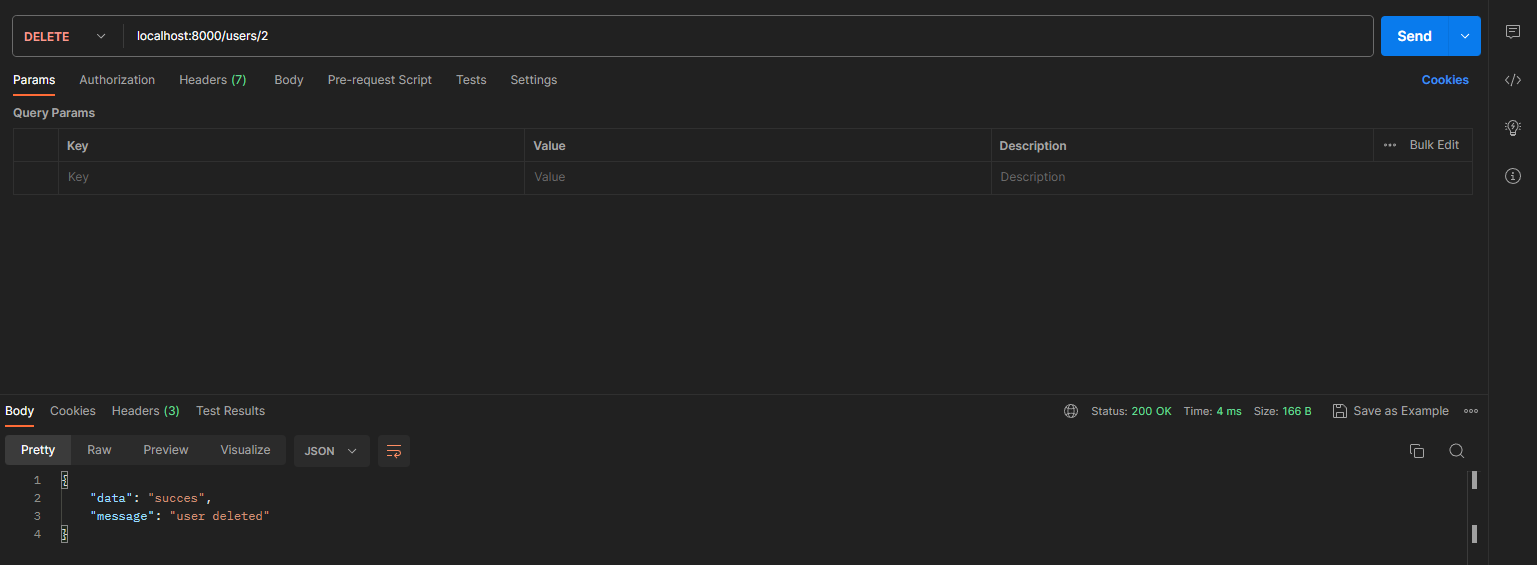 DELETE localhost:8000/users/2 Send
Params Authorization Headers (7) Body Pre-request Script Tests Settings Cookies
Query Params
Key Value Description ••• Bulk Edit
Key Value Description
Body Cookies Headers (3) Test Results Status: 200 OK Time: 4 ms Size: 166 B Save as Example •••
Pretty Raw Preview Visualize JSON
1 {
2 "data": "succes",
3 "message": "user deleted"
4 }